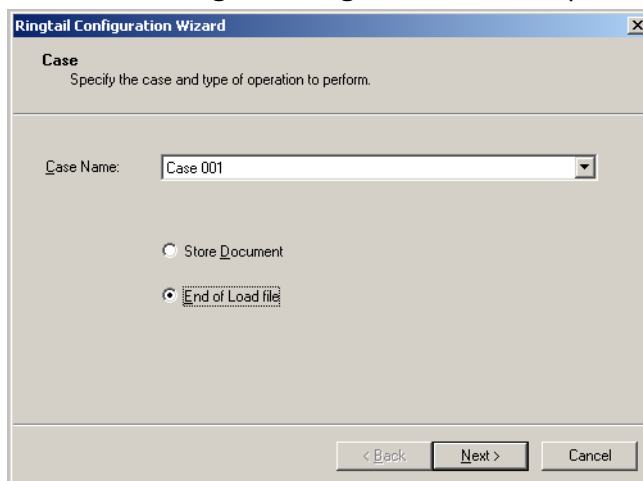 Ringtail Configuration Wizard
Case
Specify the case and type of operation to perform.
Case Name: Case 001
Store Document
End of Load file
< Back Next > Cancel